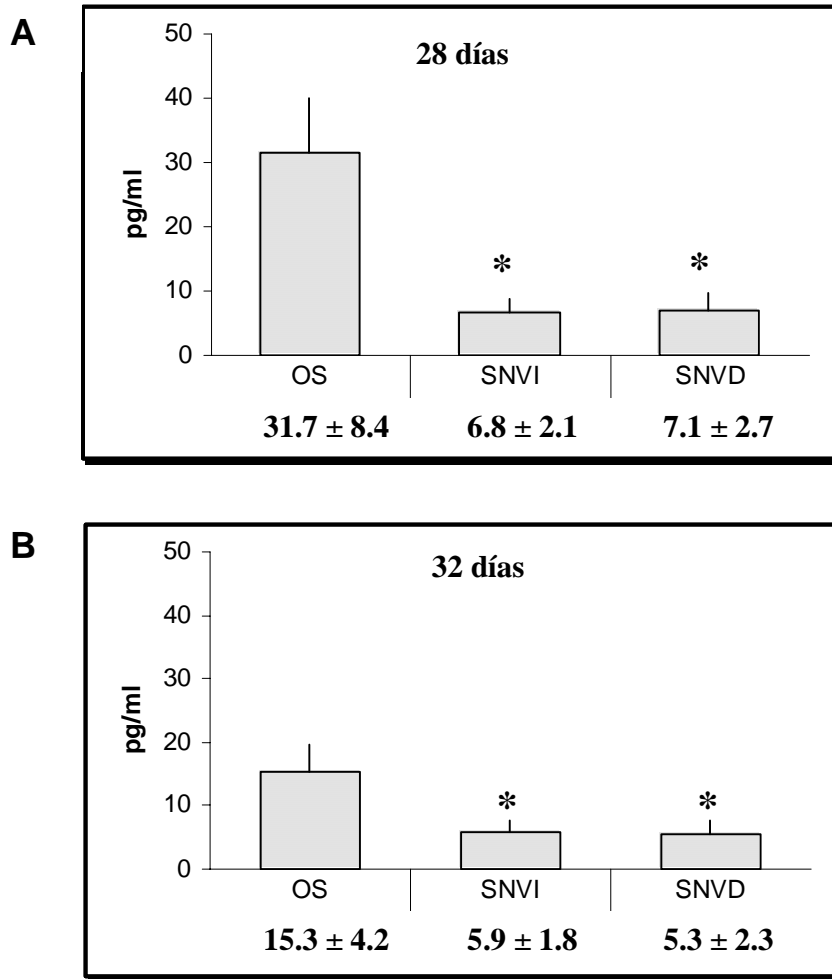 A
28 días
pg/ml
50
40
30
20
10
0
* *
OS SNVI SNVD
31.7 ± 8.4 6.8 ± 2.1 7.1 ± 2.7
B
32 días
pg/ml
50
40
30
20
10
0
* *
OS SNVI SNVD
15.3 ± 4.2 5.9 ± 1.8 5.3 ± 2.3